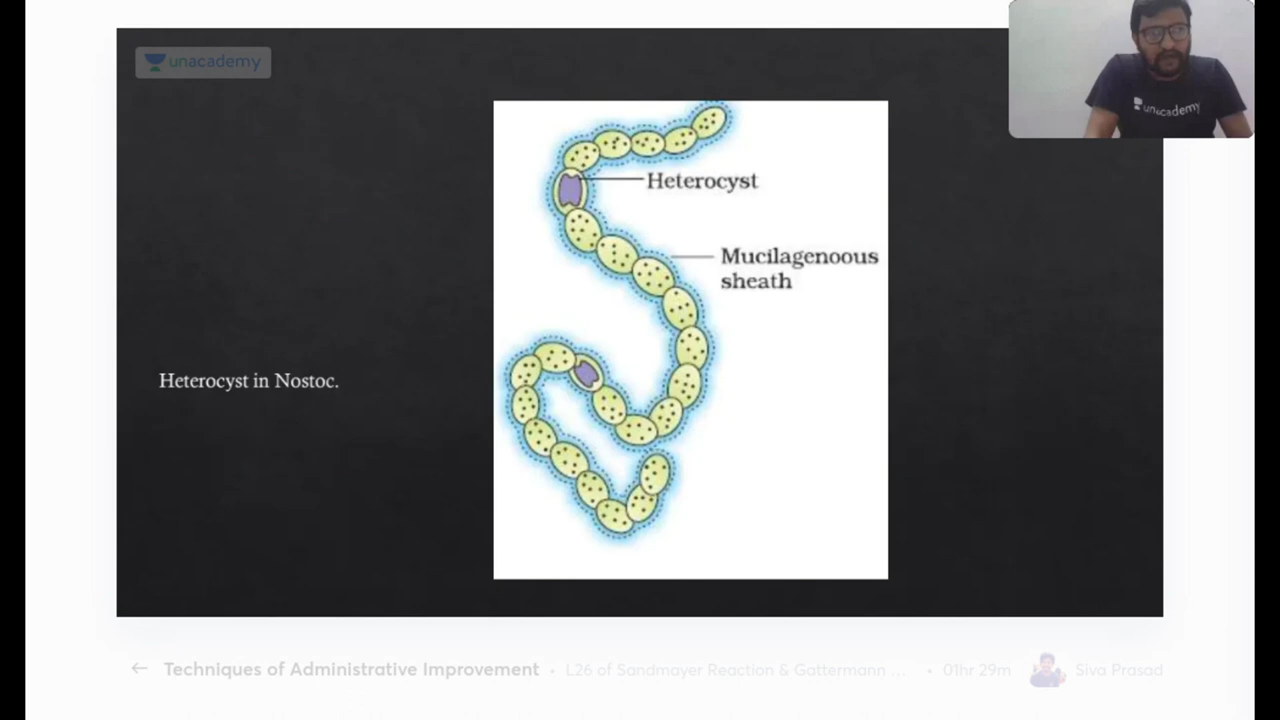 unacademy
unacademy
Heterocyst
Mucilagenoous
sheath
Heterocyst in Nostoc.
Techniques of Administrative Improvement • L26 of Sandmayer Reaction & Gattermann ... • 01hr 29m Siva Prasad